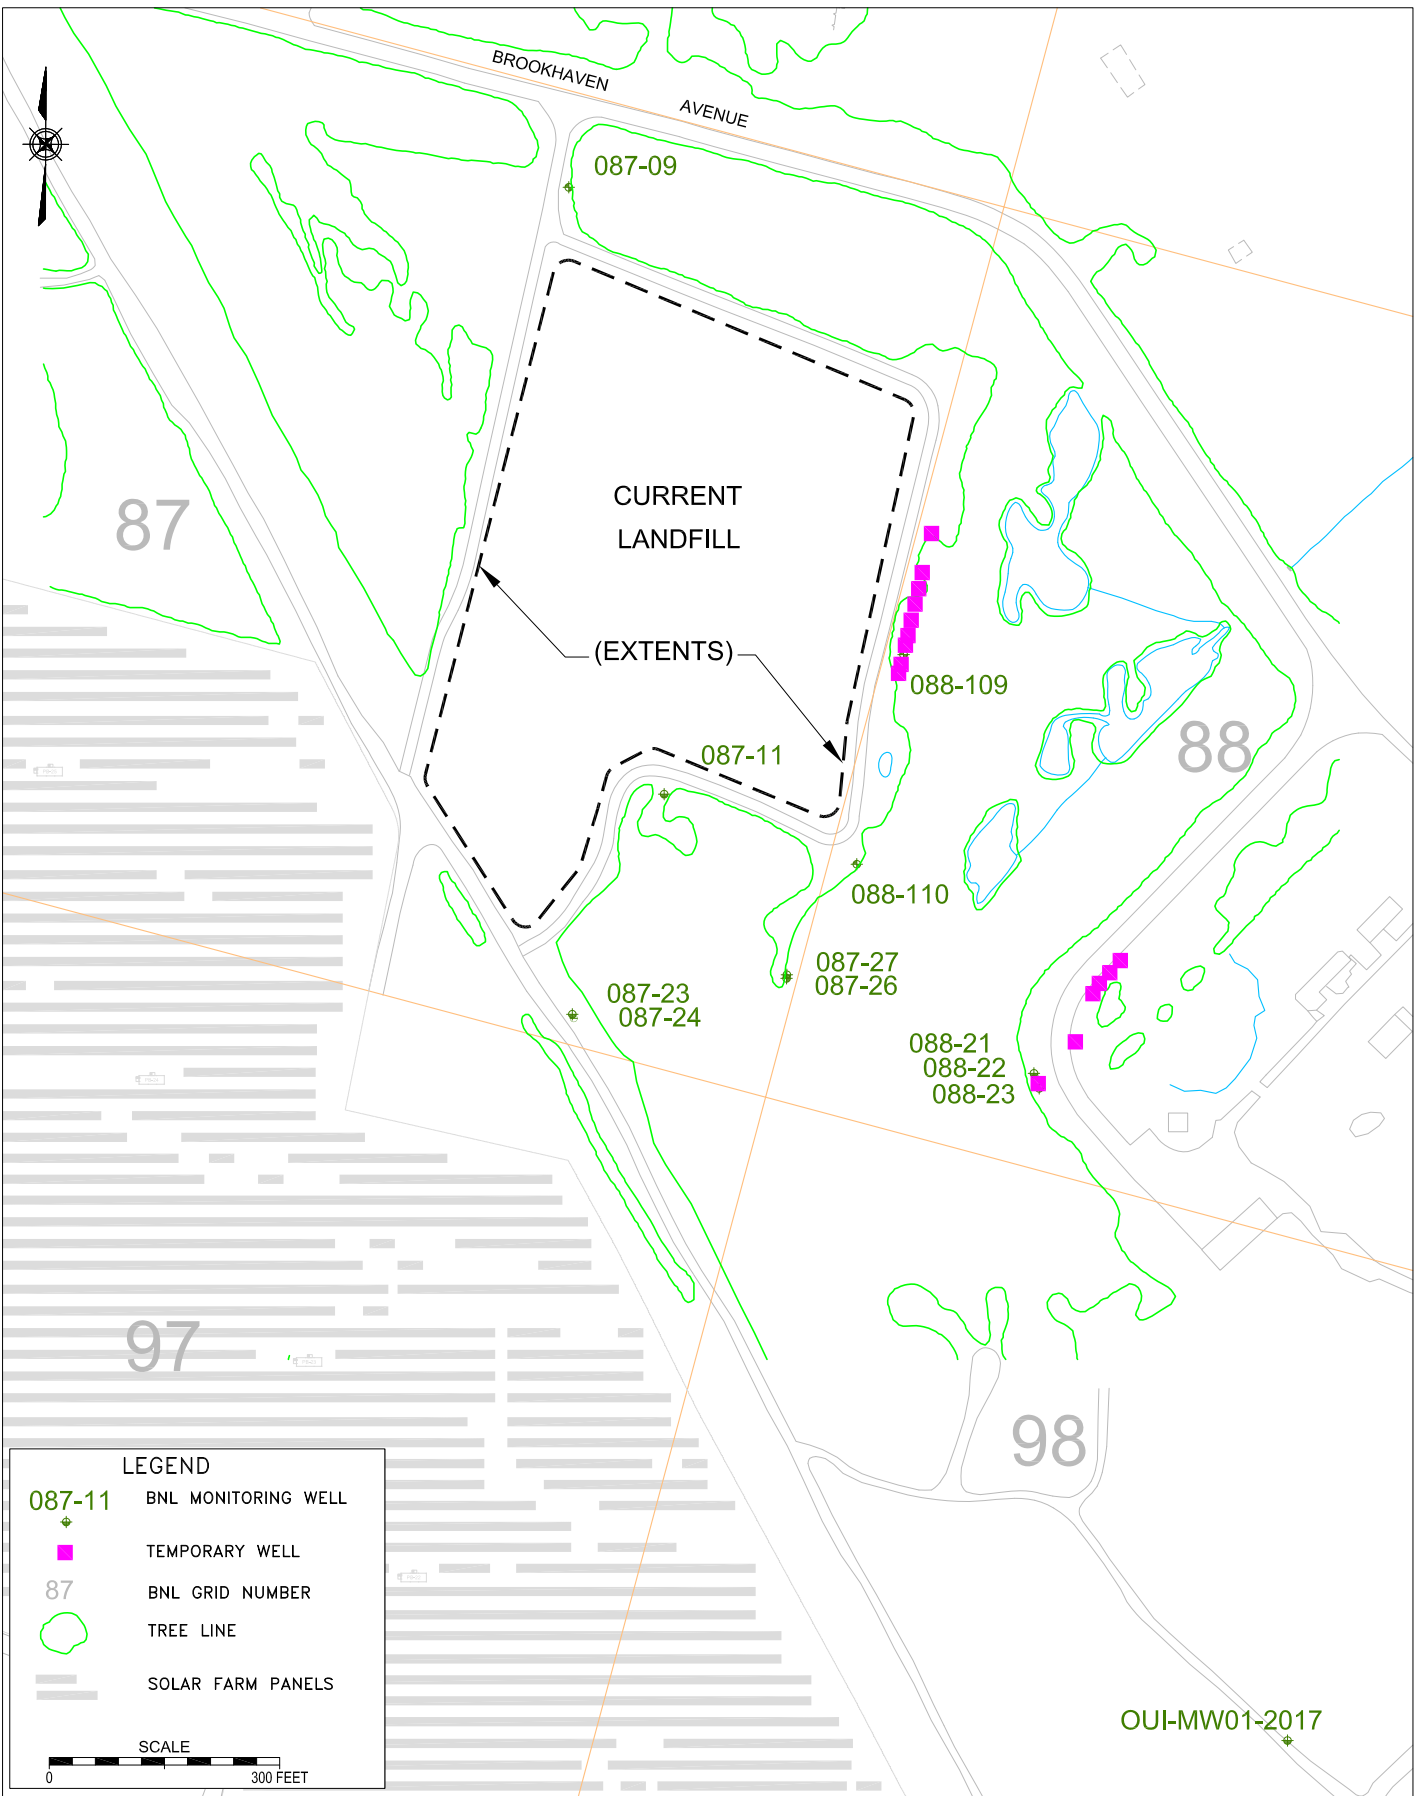 BROOKHAVEN
AVENUE
087-09
CURRENT
LANDFILL
87
(EXTENTS)
088-109
88
087-11
088-110
087-27
087-26
087-23
087-24
088-21
088-22
088-23
97
98
OUI-MW01-2017
LEGEND
087-11 BNL MONITORING WELL
TEMPORARY WELL
87 BNL GRID NUMBER
TREE LINE
SOLAR FARM PANELS
SCALE
0 300 FEET